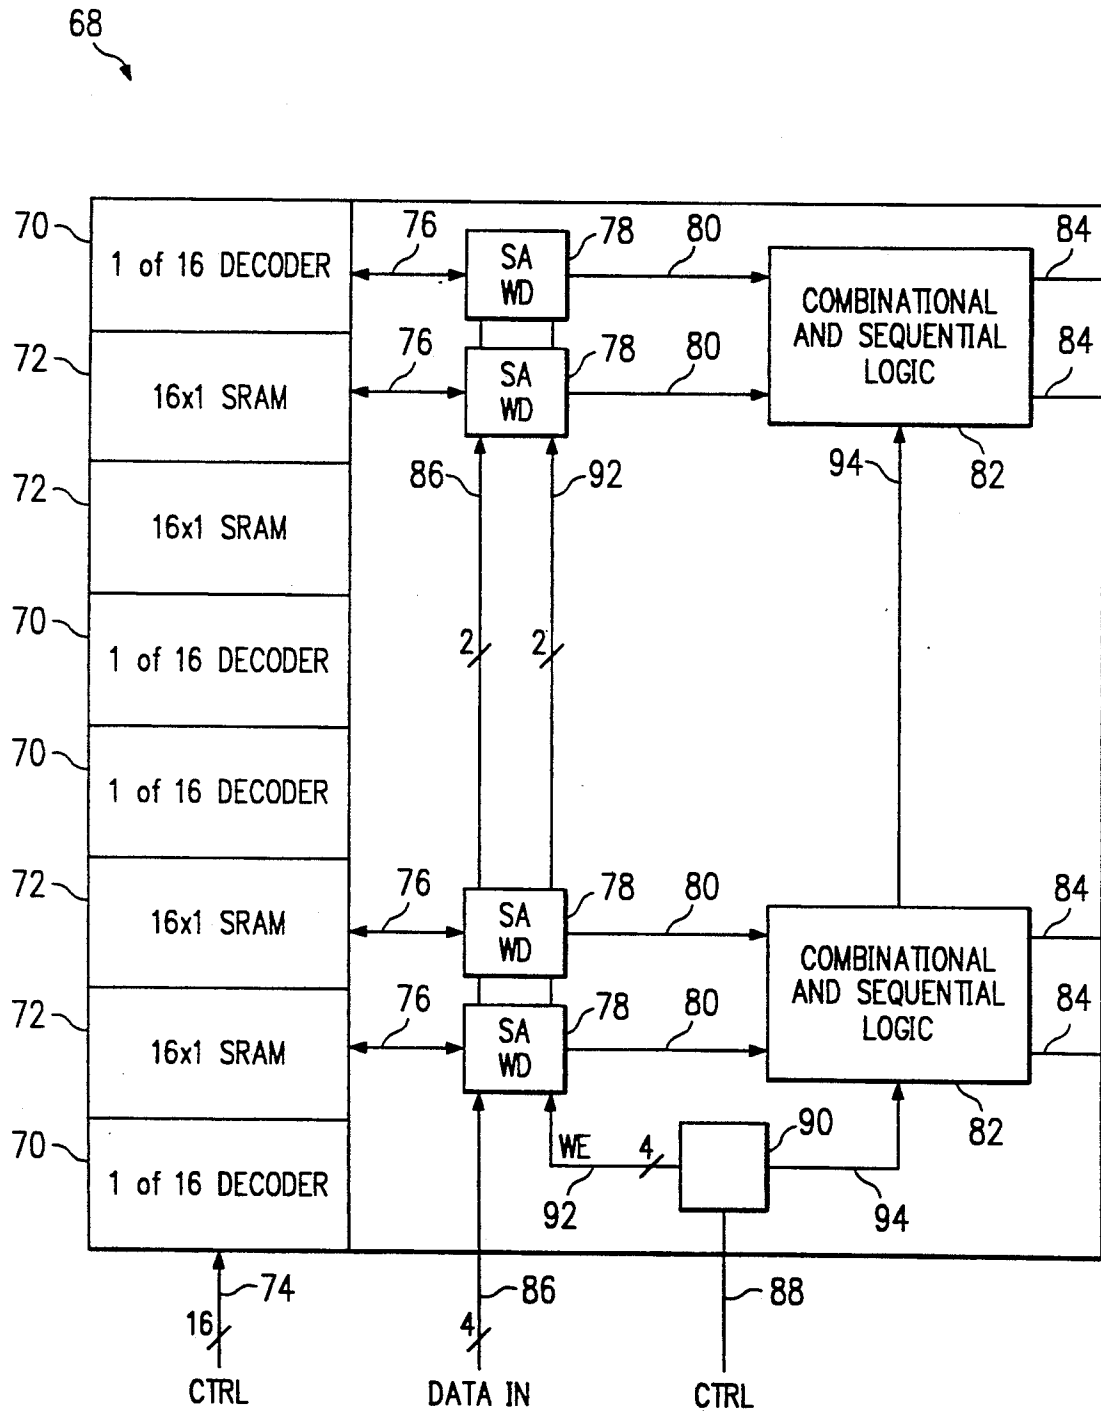 68
70
1 of 16 DECODER
76
SA
WD
78
80
COMBINATIONAL
AND SEQUENTIAL
LOGIC
84
72
16x1 SRAM
76
SA
WD
78
80
84
82
72
16x1 SRAM
86
92
94
70
1 of 16 DECODER
2
2
70
1 of 16 DECODER
72
16x1 SRAM
76
SA
WD
78
80
COMBINATIONAL
AND SEQUENTIAL
LOGIC
84
72
16x1 SRAM
76
SA
WD
78
80
84
82
70
1 of 16 DECODER
WE
4
92
90
94
74
16
CTRL
86
4
DATA IN
88
CTRL